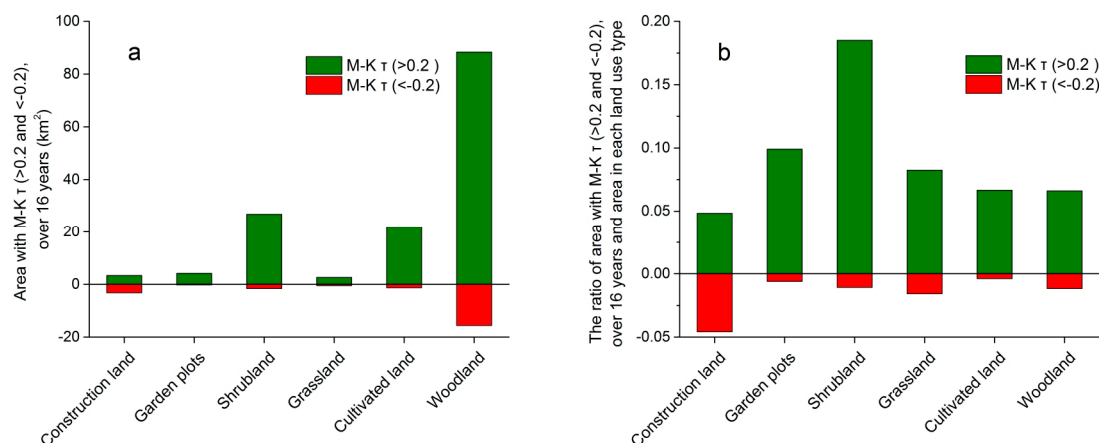 a
Area with M-K τ (>0.2 and <-0.2),
over 16 years (km²)
100
80
60
40
20
0
-20
M-K τ (>0.2 )
M-K τ (<-0.2)
Construction land
Garden plots
Shrubland
Grassland
Cultivated land
Woodland
b
The ratio of area with M-K τ (>0.2 and <-0.2),
over 16 years and area in each land use type
0.20
0.15
0.10
0.05
0.00
-0.05
M-K τ (>0.2 )
M-K τ (<-0.2)
Construction land
Garden plots
Shrubland
Grassland
Cultivated land
Woodland